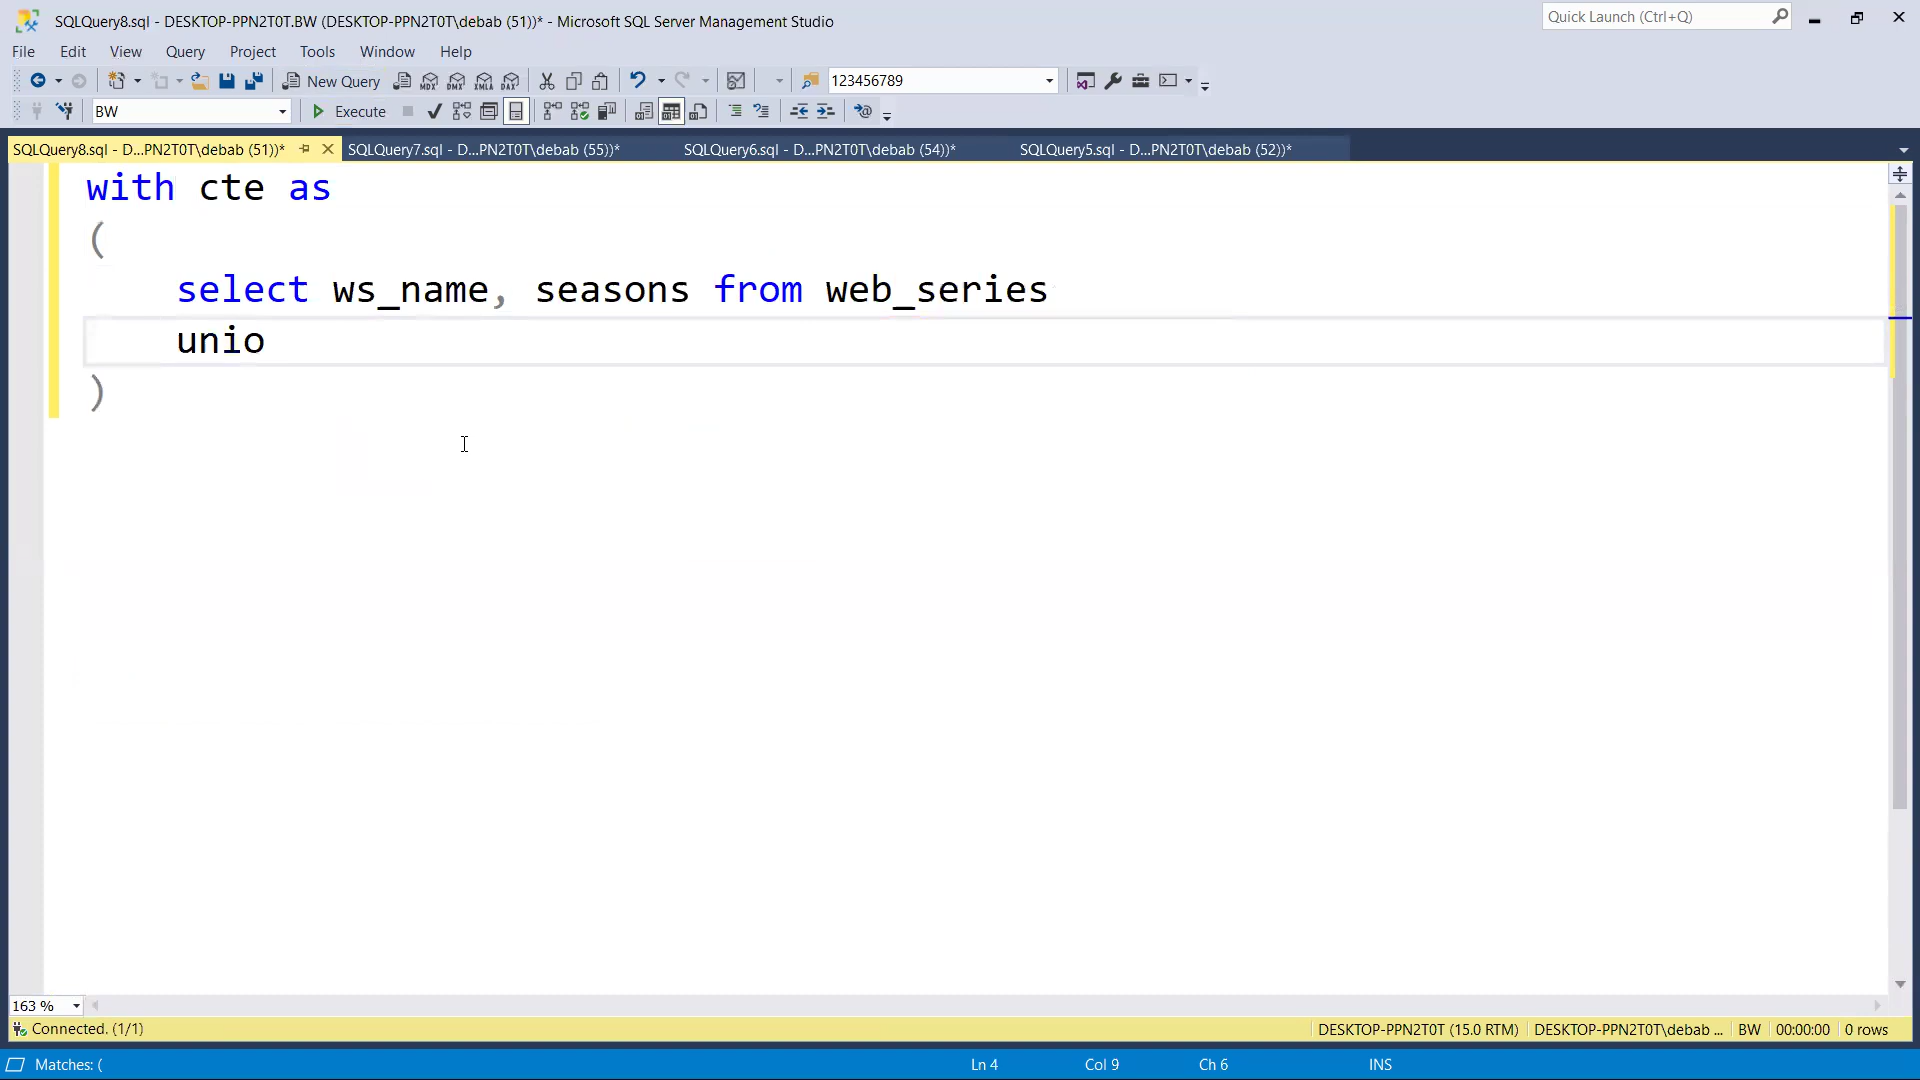 SQLQuery8.sql - DESKTOP-PPN2T0T.BW (DESKTOP-PPN2T0T\debab (51))* - Microsoft SQL Server Management Studio
Quick Launch (Ctrl+Q)
File Edit View Query Project Tools Window Help
New Query MDX DMX XMLA DAX 123456789
BW Execute
SQLQuery8.sql - D...PN2T0T\debab (51))* SQLQuery7.sql - D...PN2T0T\debab (55))* SQLQuery6.sql - D...PN2T0T\debab (54))* SQLQuery5.sql - D...PN2T0T\debab (52))*
with cte as
(
select ws_name, seasons from web_series
unio
)
163 %
Connected. (1/1) DESKTOP-PPN2T0T (15.0 RTM) DESKTOP-PPN2T0T\debab ... BW 00:00:00 0 rows
Matches: ( Ln 4 Col 9 Ch 6 INS